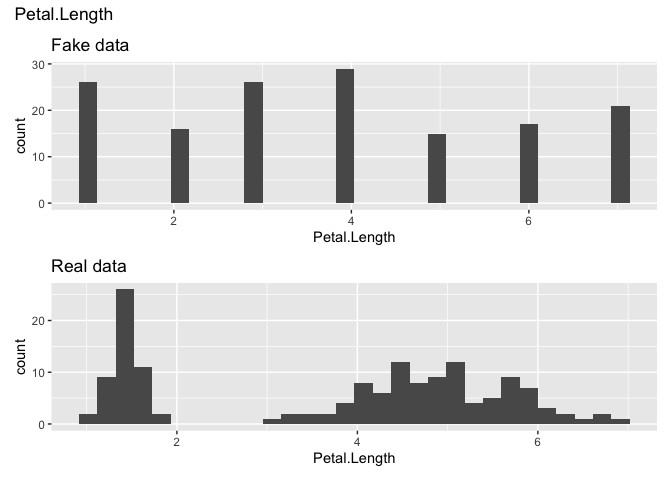 Petal.Length
Fake data
30
20
10
0
count
2 4 6
Petal.Length
Real data
20
10
0
count
2 4 6
Petal.Length